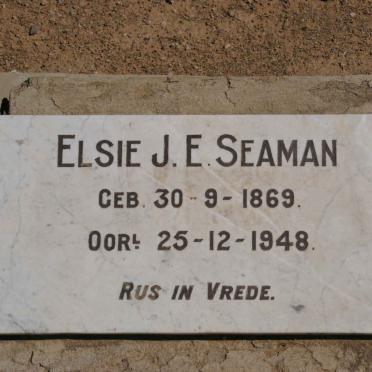 ELSIE J. E. SEAMAN
GEB. 30-9-1869.
OORL. 25-12-1948.
RUS IN VREDE.